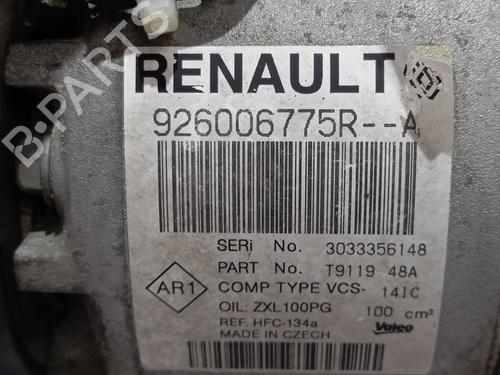 RENAULT
926006775R--A
SERi No. 3033356148
PART No. T9119 48A
AR1
COMP TYPE VCS- 14IC
OIL: ZXL100PG 100 cm³
REF. HFC-134a
Valeo
MADE IN CZECH
B-PARTS